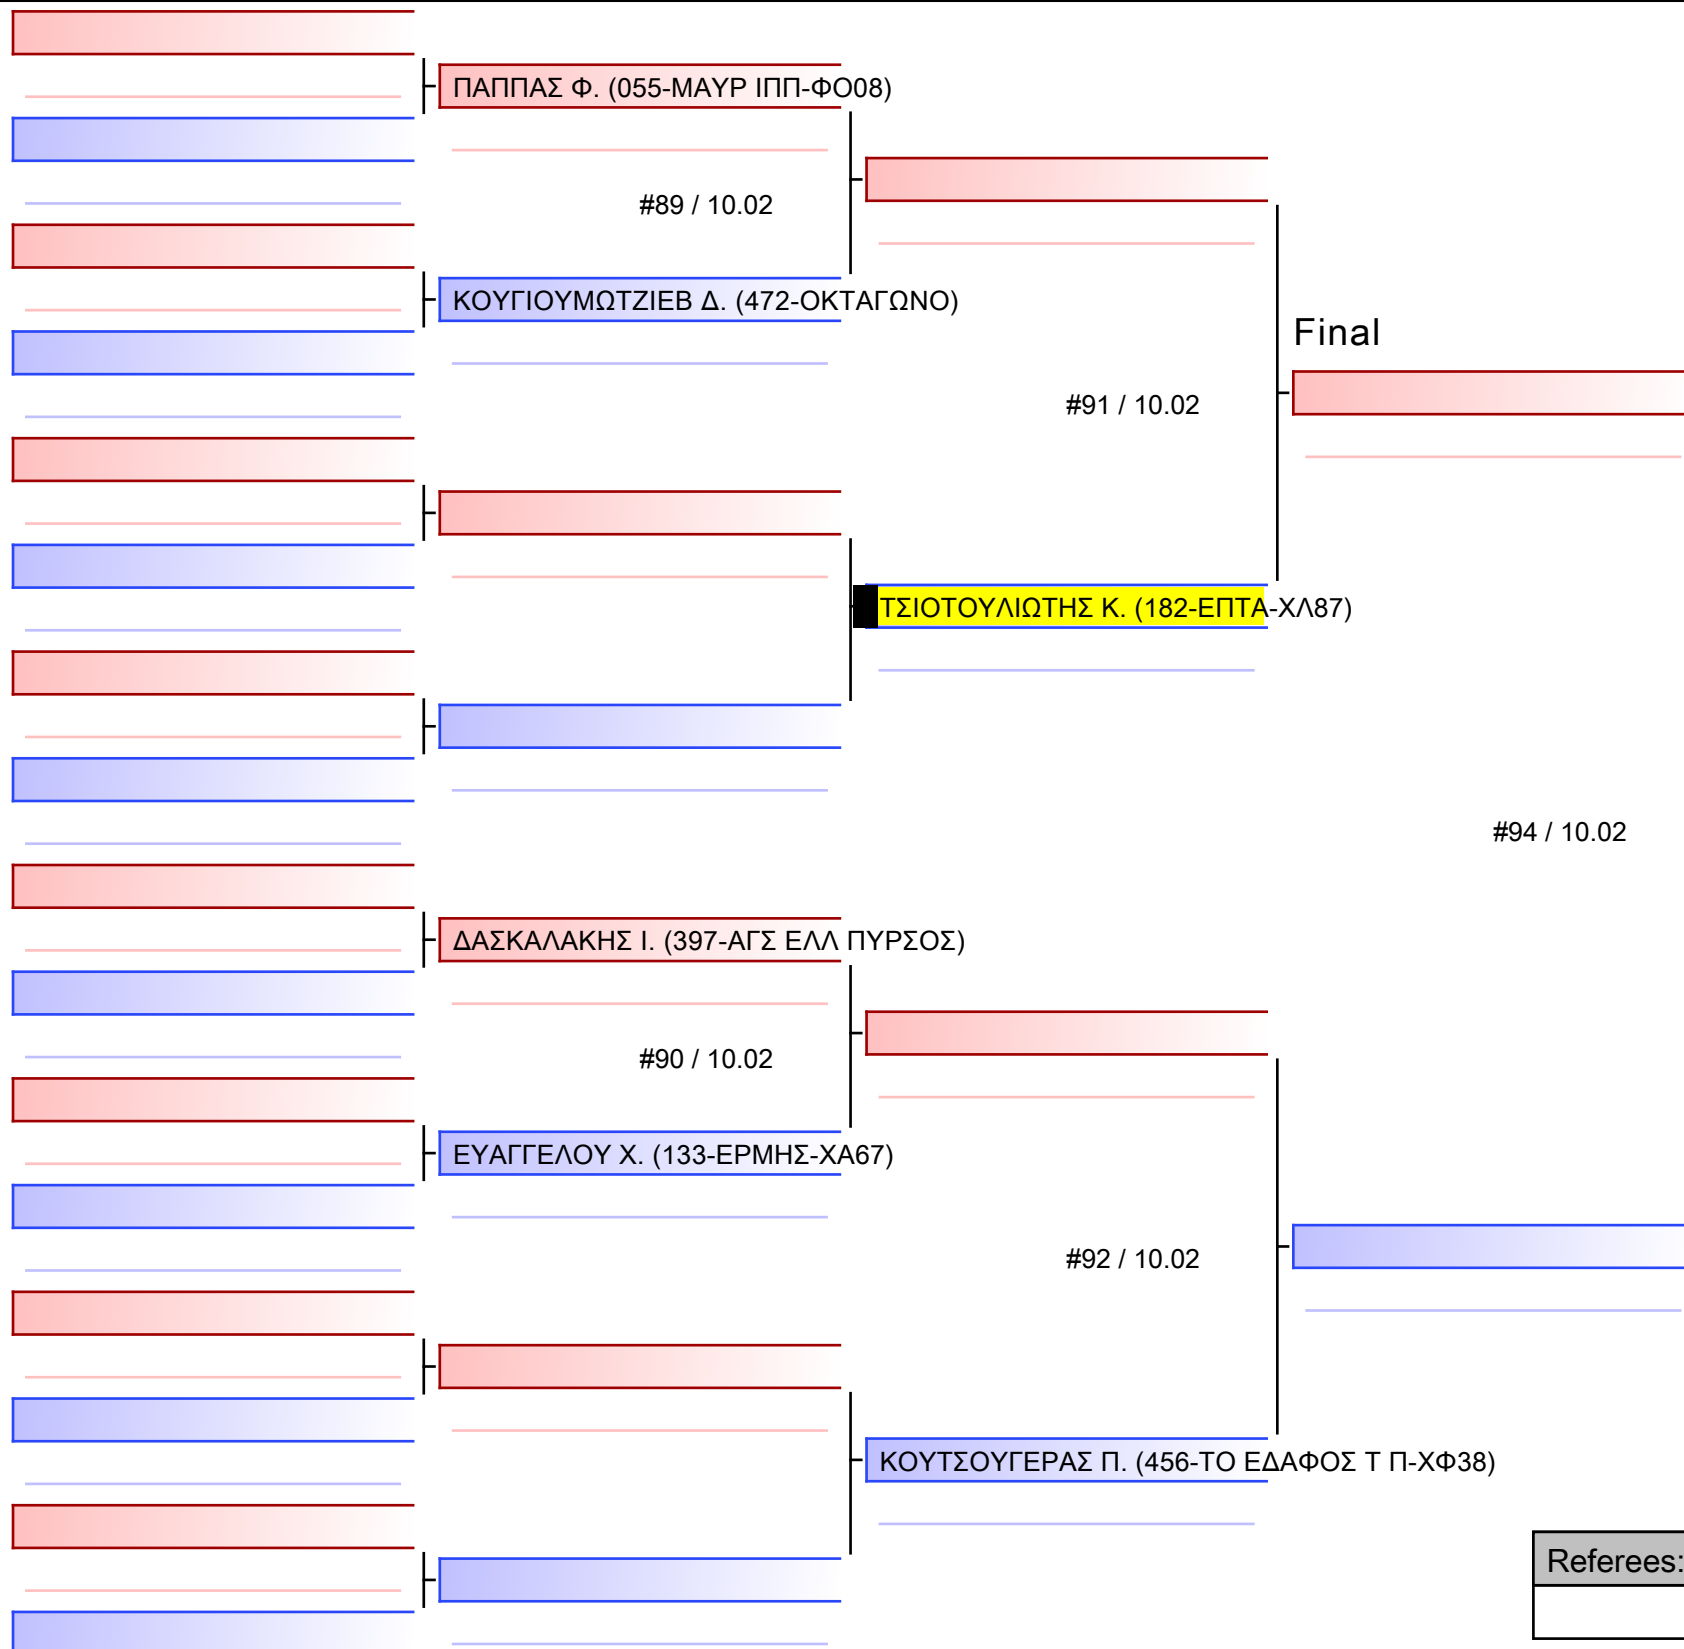 ΠΑΠΠΑΣ Φ. (055-ΜΑΥΡ ΙΠΠ-ΦΟ08)
#89 / 10.02
ΚΟΥΓΙΟΥΜΩΤΖΙΕΒ Δ. (472-ΟΚΤΑΓΩΝΟ)
Final
#91 / 10.02
ΤΣΙΟΤΟΥΛΙΩΤΗΣ Κ. (182-ΕΠΤΑ-ΧΛ87)
#94 / 10.02
ΔΑΣΚΑΛΑΚΗΣ Ι. (397-ΑΓΣ ΕΛΛ ΠΥΡΣΟΣ)
#90 / 10.02
ΕΥΑΓΓΕΛΟΥ Χ. (133-ΕΡΜΗΣ-ΧΑ67)
#92 / 10.02
ΚΟΥΤΣΟΥΓΕΡΑΣ Π. (456-ΤΟ ΕΔΑΦΟΣ Τ Π-ΧΦ38)
Referees: